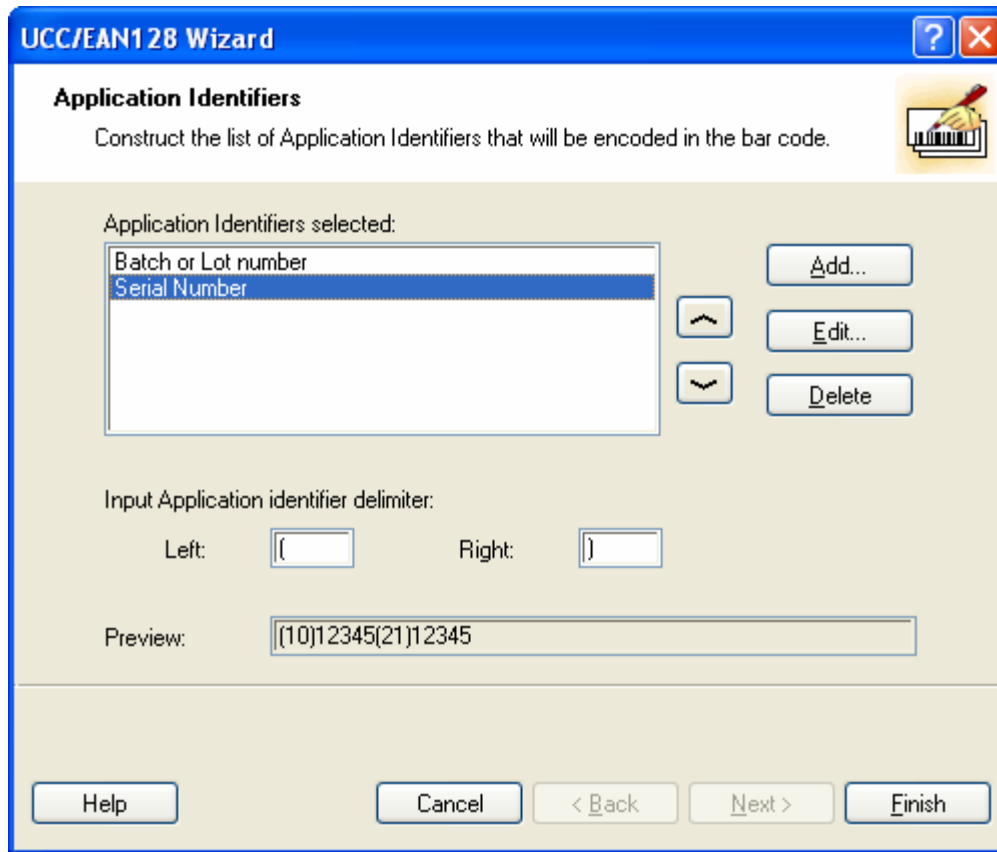 UCC/EAN128 Wizard
Application Identifiers
Construct the list of Application Identifiers that will be encoded in the bar code.
Application Identifiers selected:
Batch or Lot number
Serial Number
Add...
Edit...
Delete
Input Application identifier delimiter:
Left: ( Right: )
Preview: (10)12345(21)12345
Help Cancel < Back Next > Finish